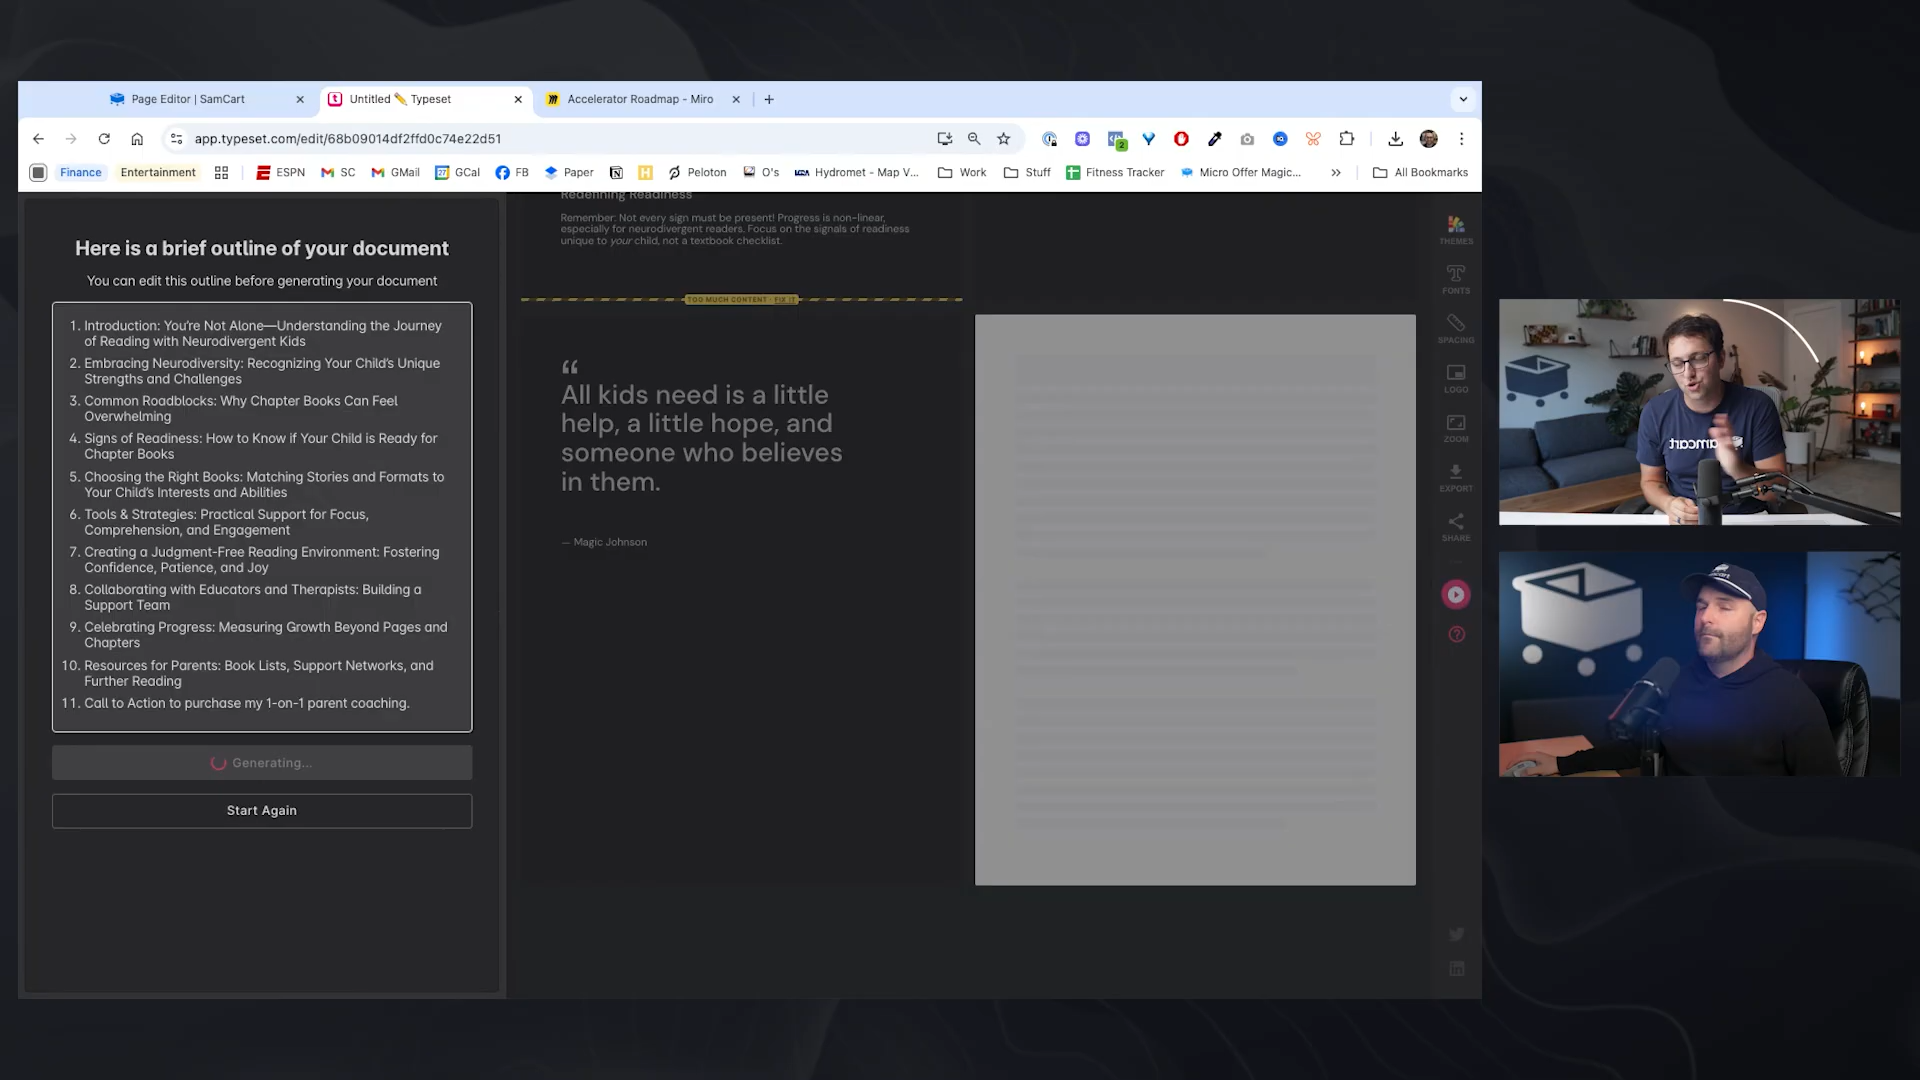 Page Editor | SamCart
Untitled ✏️ Typeset
Accelerator Roadmap - Miro
app.typeset.com/edit/68b09014df2ffd0c74e22d51
2
Finance
Entertainment
ESPN
SC
GMail
GCal
FB
Paper
Peloton
O's
Hydromet - Map V...
Work
Stuff
Fitness Tracker
Micro Offer Magic...
All Bookmarks
Here is a brief outline of your document
You can edit this outline before generating your document
1. Introduction: You're Not Alone—Understanding the Journey
of Reading with Neurodivergent Kids
2. Embracing Neurodiversity: Recognizing Your Child's Unique
Strengths and Challenges
3. Common Roadblocks: Why Chapter Books Can Feel
Overwhelming
4. Signs of Readiness: How to Know if Your Child is Ready for
Chapter Books
5. Choosing the Right Books: Matching Stories and Formats to
Your Child's Interests and Abilities
6. Tools & Strategies: Practical Support for Focus,
Comprehension, and Engagement
7. Creating a Judgment-Free Reading Environment: Fostering
Confidence, Patience, and Joy
8. Collaborating with Educators and Therapists: Building a
Support Team
9. Celebrating Progress: Measuring Growth Beyond Pages and
Chapters
10. Resources for Parents: Book Lists, Support Networks, and
Further Reading
11. Call to Action to purchase my 1-on-1 parent coaching.
Generating...
Start Again
Redefining Readiness
Remember: Not every sign must be present! Progress is non-linear,
especially for neurodivergent readers. Focus on the signals of readiness
unique to your child, not a textbook checklist.
TOO MUCH CONTENT - FIX IT
“
All kids need is a little
help, a little hope, and
someone who believes
in them.
— Magic Johnson
THEMES
FONTS
SPACING
LOGO
ZOOM
EXPORT
SHARE